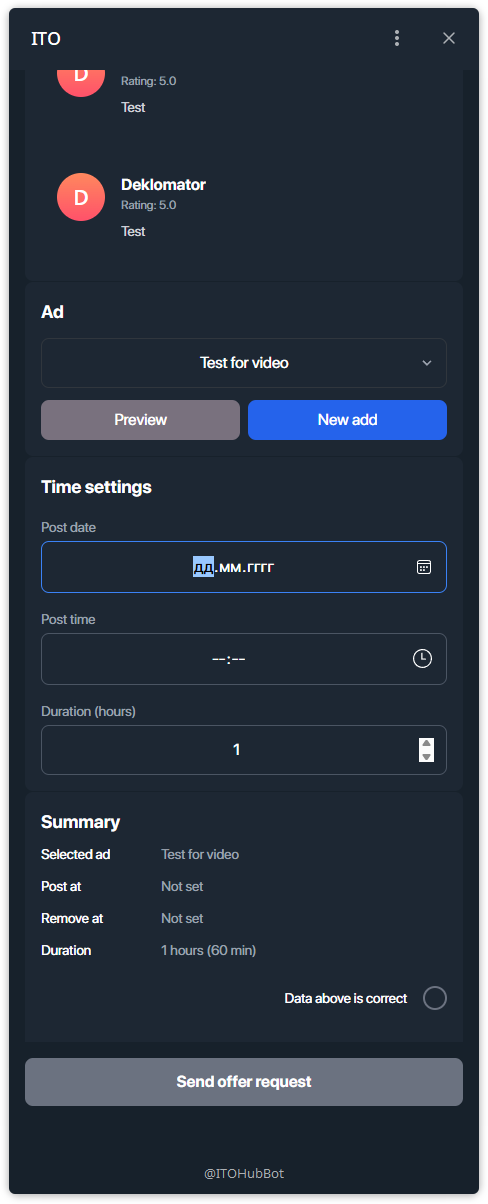 ITO
D
Rating: 5.0
Test
D
Deklomator
Rating: 5.0
Test
Ad
Test for video
Preview
New add
Time settings
Post date
дд.мм.гггг
Post time
--:--
Duration (hours)
1
Summary
Selected ad Test for video
Post at Not set
Remove at Not set
Duration 1 hours (60 min)
Data above is correct
Send offer request
@ITOHubBot